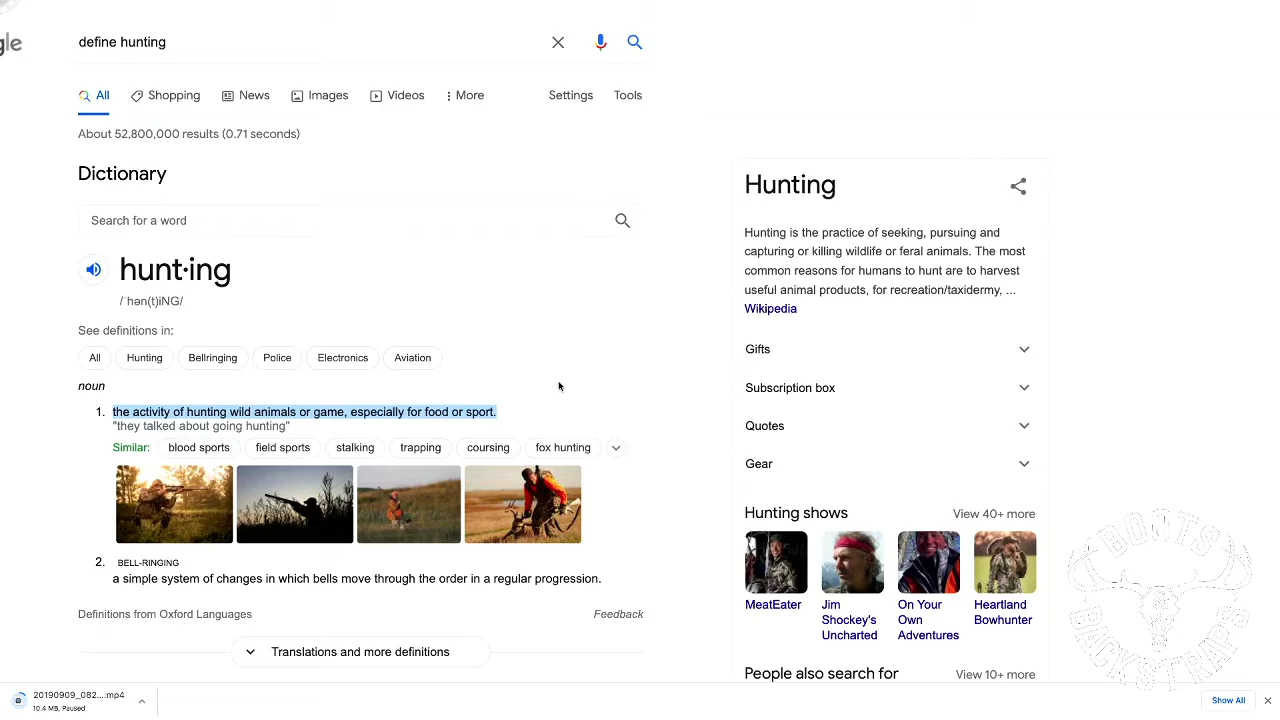 gle
define hunting
All
Shopping
News
Images
Videos
More
Settings
Tools
About 52,800,000 results (0.71 seconds)
Dictionary
Search for a word
hunt·ing
/ˈhən(t)iNG/
See definitions in:
All
Hunting
Bellringing
Police
Electronics
Aviation
noun
1. the activity of hunting wild animals or game, especially for food or sport.
"they talked about going hunting"
Similar: blood sports field sports stalking trapping coursing fox hunting
2. BELL-RINGING
a simple system of changes in which bells move through the order in a regular progression.
Definitions from Oxford Languages
Feedback
Translations and more definitions
Hunting
Hunting is the practice of seeking, pursuing and
capturing or killing wildlife or feral animals. The most
common reasons for humans to hunt are to harvest
useful animal products, for recreation/taxidermy, ...
Wikipedia
Gifts
Subscription box
Quotes
Gear
Hunting shows
View 40+ more
MeatEater
Jim
Shockey's
Uncharted
On Your
Own
Adventures
Heartland
Bowhunter
People also search for
View 10+ more
BOOTS
BACKSTRAPS
20190909_082....mp4
10.4 MB, Paused
Show All